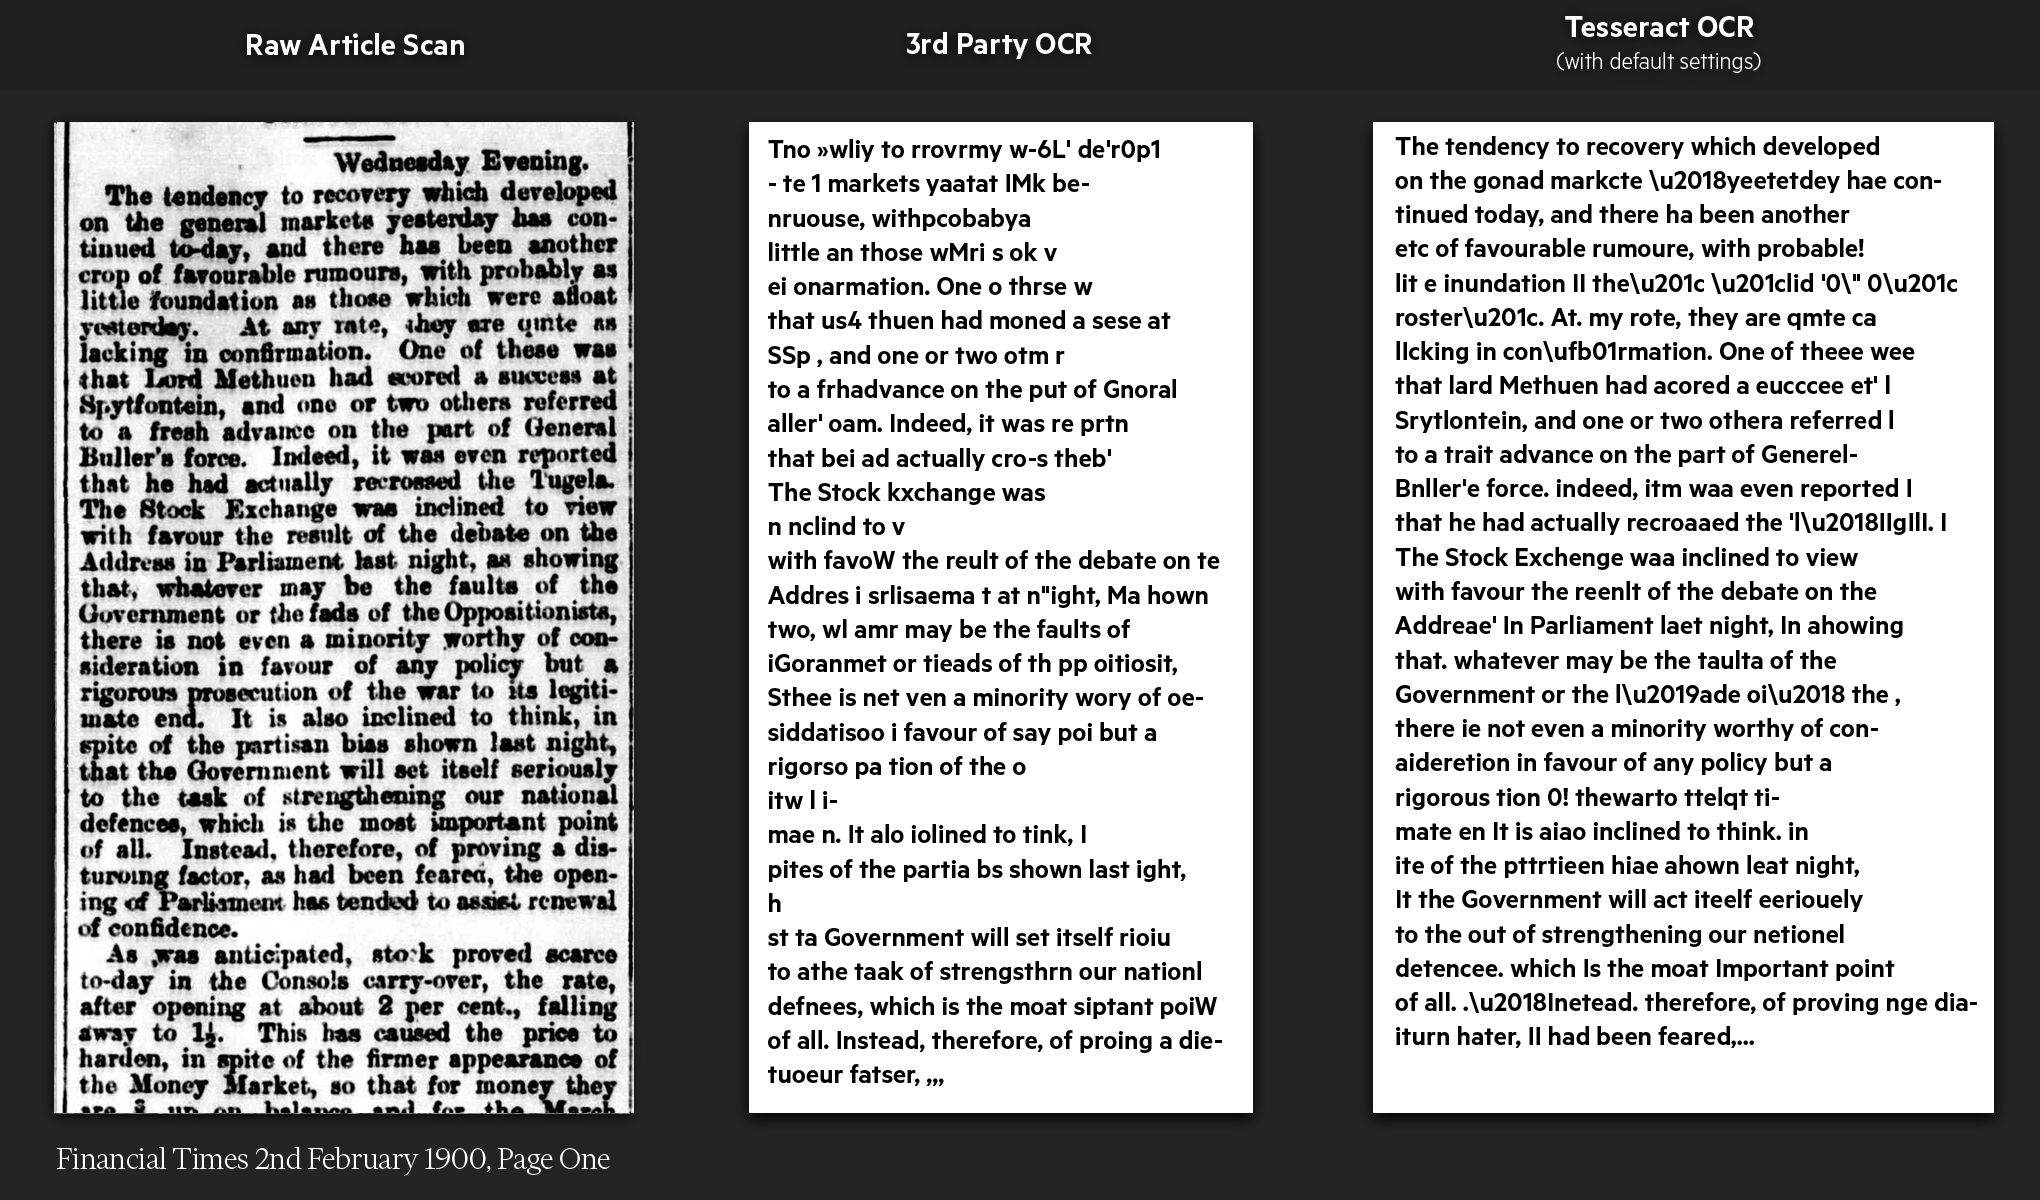 Raw Article Scan
Wednesday Evening.
The tendency to recovery which developed
on the general markets yesterday has con-
tinued to-day, and there has been another
crop of favourable rumours, with probably as
little foundation as those which were afloat
yesterday. At any rate, they are quite as
lacking in confirmation. One of these was
that Lord Methuen had scored a success at
Spytfontein, and one or two others referred
to a fresh advance on the part of General
Buller's force. Indeed, it was even reported
that he had actually recrossed the Tugela.
The Stock Exchange was inclined to view
with favour the result of the debate on the
Address in Parliament last night, as showing
that, whatever may be the faults of the
Government or the fads of the Oppositionists,
there is not even a minority worthy of con-
sideration in favour of any policy but a
rigorous prosecution of the war to its legiti-
mate end. It is also inclined to think, in
spite of the partisan bias shown last night,
that the Government will set itself seriously
to the task of strengthening our national
defences, which is the most important point
of all. Instead, therefore, of proving a dis-
turbing factor, as had been feared, the open-
ing of Parliament has tended to assist renewal
of confidence.
As was anticipated, stock proved scarce
to-day in the Consols carry-over, the rate,
after opening at about 2 per cent., falling
away to 1½. This has caused the price to
harden, in spite of the firmer appearance of
the Money Market, so that for money they
are up on balance and for the March
Financial Times 2nd February 1900, Page One
3rd Party OCR
Tno »wliy to rrovrmy w-6L' de'r0p1
- te 1 markets yaatat IMk be-
nruouse, withpcobabya
little an those wMri s ok v
ei onarmation. One o thrse w
that us4 thuen had moned a sese at
SSp , and one or two otm r
to a frhadvance on the put of Gnoral
aller' oam. Indeed, it was re prtn
that bei ad actually cro-s theb'
The Stock kxchange was
n nclind to v
with favoW the reult of the debate on te
Addres i srlisaema t at n"ight, Ma hown
two, wl amr may be the faults of
iGoranmet or tieads of th pp oitiosit,
Sthee is net ven a minority wory of oe-
siddatisoo i favour of say poi but a
rigorso pa tion of the o
itw l i-
mae n. It alo iolined to tink, I
pites of the partia bs shown last ight,
h
st ta Government will set itself rioiu
to athe taak of strengsthrn our nationl
defnees, which is the moat siptant poiW
of all. Instead, therefore, of proing a die-
tuoeur fatser, ,,,
Tesseract OCR
(with default settings)
The tendency to recovery which developed
on the gonad markcte \u2018yeetetdey hae con-
tinued today, and there ha been another
etc of favourable rumoure, with probable!
lit e inundation II the\u201c \u201clid '0\" 0\u201c
roster\u201c. At. my rote, they are qmte ca
lIcking in con\ufb01rmation. One of theee wee
that lard Methuen had acored a eucccee et' l
Srytlontein, and one or two othera referred l
to a trait advance on the part of Generel-
Bnller'e force. indeed, itm waa even reported I
that he had actually recroaaed the 'l\u2018IIgIII. I
The Stock Exchenge waa inclined to view
with favour the reenlt of the debate on the
Addreae' In Parliament laet night, In ahowing
that. whatever may be the taulta of the
Government or the l\u2019ade oi\u2018 the ,
there ie not even a minority worthy of con-
aideretion in favour of any policy but a
rigorous tion 0! thewarto ttelqt ti-
mate en It is aiao inclined to think. in
ite of the pttrtieen hiae ahown leat night,
It the Government will act iteelf eeriouely
to the out of strengthening our netionel
detencee. which Is the moat Important point
of all. .\u2018Inetead. therefore, of proving nge dia-
iturn hater, II had been feared,...